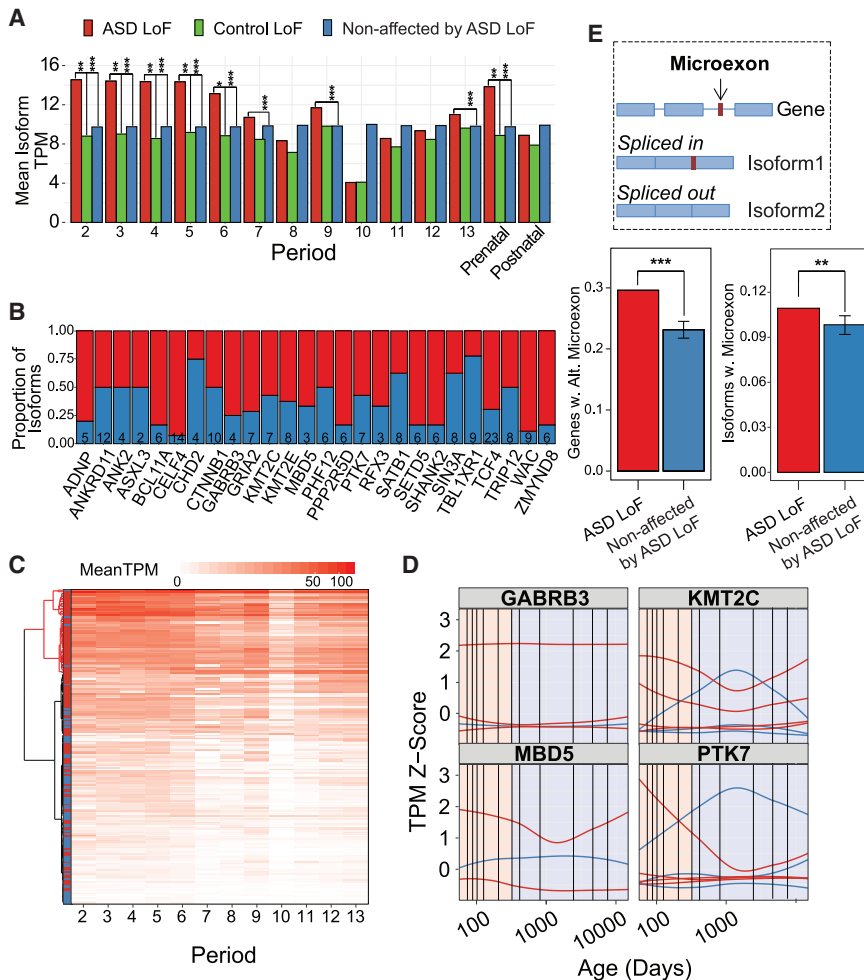 A
ASD LoF Control LoF Non-affected by ASD LoF
Mean Isoform
TPM
16
12
8
4
0
** *** ** *** ** *** ** *** * *** *** *** *** ** ***
2 3 4 5 6 7 8 9 10 11 12 13 Prenatal Postnatal
Period
B
Proportion of
Isoforms
1.00
0.75
0.50
0.25
0.00
5 12 4 2 6 14 4 10 4 7 7 8 3 6 6 7 3 8 6 6 8 9 23 8 9 6
ADNP ANKRD11 ANK2 ASXL3 BCL11A CELF4 CHD2 CTNNB1 GABRB3 GRIA2 KMT2C KMT2E MBD5 PHF12 PPP2R5D PTK7 RFX3 SATB1 SETD5 SHANK2 SIN3A TBL1XR1 TCF4 TRIP12 WAC ZMYND8
C
MeanTPM 0 50 100
2 3 4 5 6 7 8 9 10 11 12 13
Period
D
GABRB3 KMT2C
3
2
1
0
MBD5 PTK7
3
2
1
0
TPM Z-Score
100 1000 10000 100 1000
Age (Days)
E
Microexon
Gene
Spliced in
Isoform1
Spliced out
Isoform2
Genes w. Alt. Microexon
0.3
0.2
0.1
0.0
***
ASD LoF
Non-affected
by ASD LoF
Isoforms w. Microexon
0.12
0.09
0.06
0.03
0.00
**
ASD LoF
Non-affected
by ASD LoF